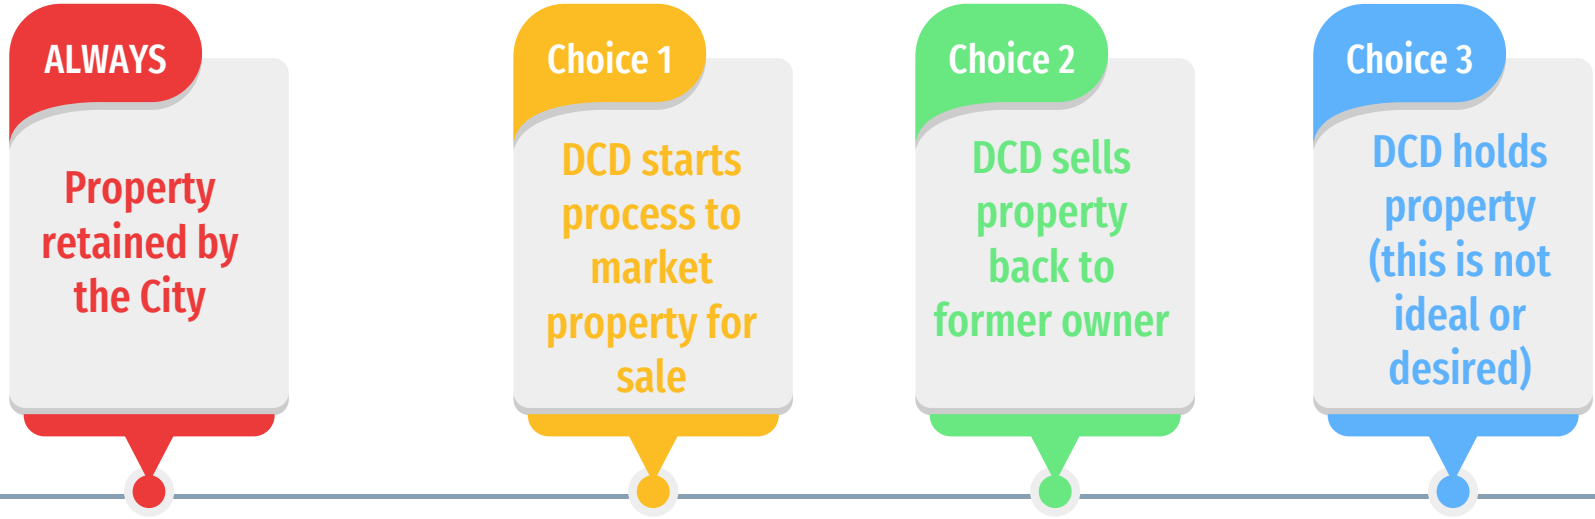 ALWAYS
Property
retained by
the City
Choice 1
DCD starts
process to
market
property for
sale
Choice 2
DCD sells
property
back to
former owner
Choice 3
DCD holds
property
(this is not
ideal or
desired)